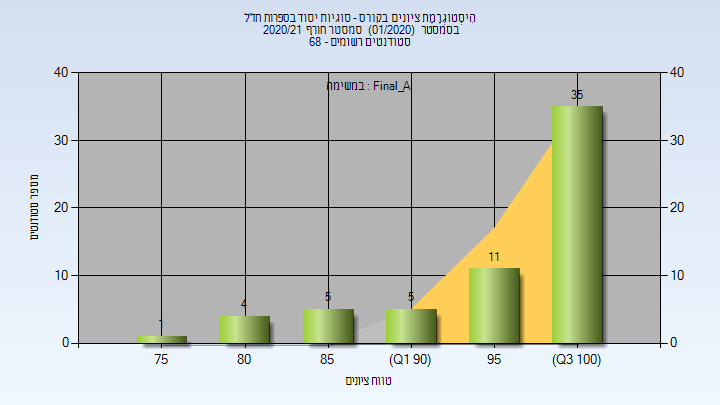 היסטוגרמת ציונים בקורס - סוגיות יסוד בספרות חז"ל
בסמסטר (01/2020) סמסטר חורף 2020/21
סטודנטים רשומים - 68
במשימה : Final_A
40 40
30 30
20 20
10 10
0 0
מספר סטודנטים
1 4 5 5 11 35
75 80 85 (Q1 90) 95 (Q3 100)
טווח ציונים